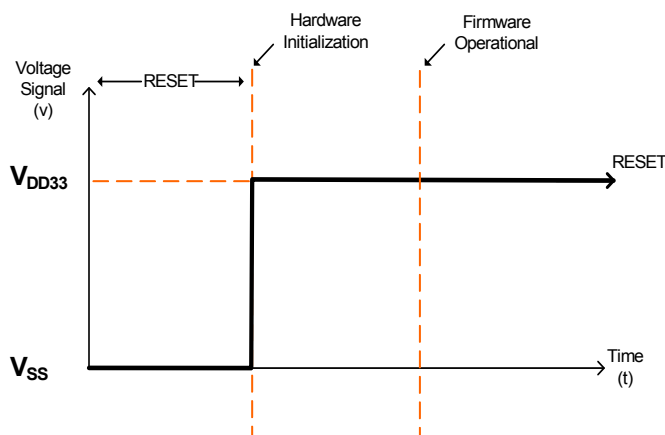 Hardware
Initialization
Firmware
Operational
Voltage
Signal
(v)
RESET
VDD33
RESET
VSS
Time
(t)